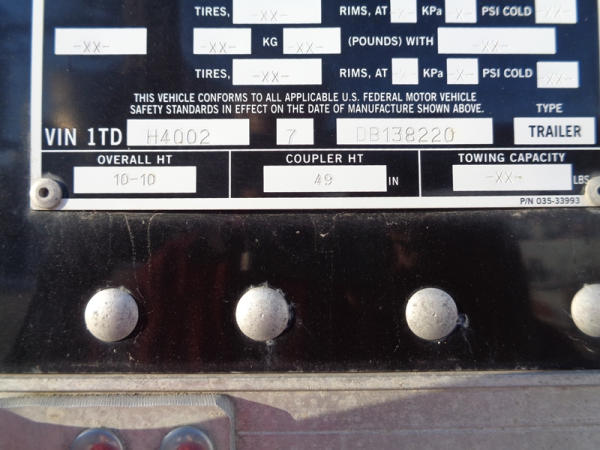 TIRES, -XX- RIMS, AT -X- KPa -X- PSI COLD -XX-
-XX- -XX- KG -XX- (POUNDS) WITH -XX-
TIRES, -XX- RIMS, AT -X- KPa -X- PSI COLD -XX-
THIS VEHICLE CONFORMS TO ALL APPLICABLE U.S. FEDERAL MOTOR VEHICLE
SAFETY STANDARDS IN EFFECT ON THE DATE OF MANUFACTURE SHOWN ABOVE.
TYPE
VIN 1TD H4002 7 DB138220 TRAILER
OVERALL HT COUPLER HT TOWING CAPACITY
10-10 49 IN -XX- LBS
P/N 035-33993